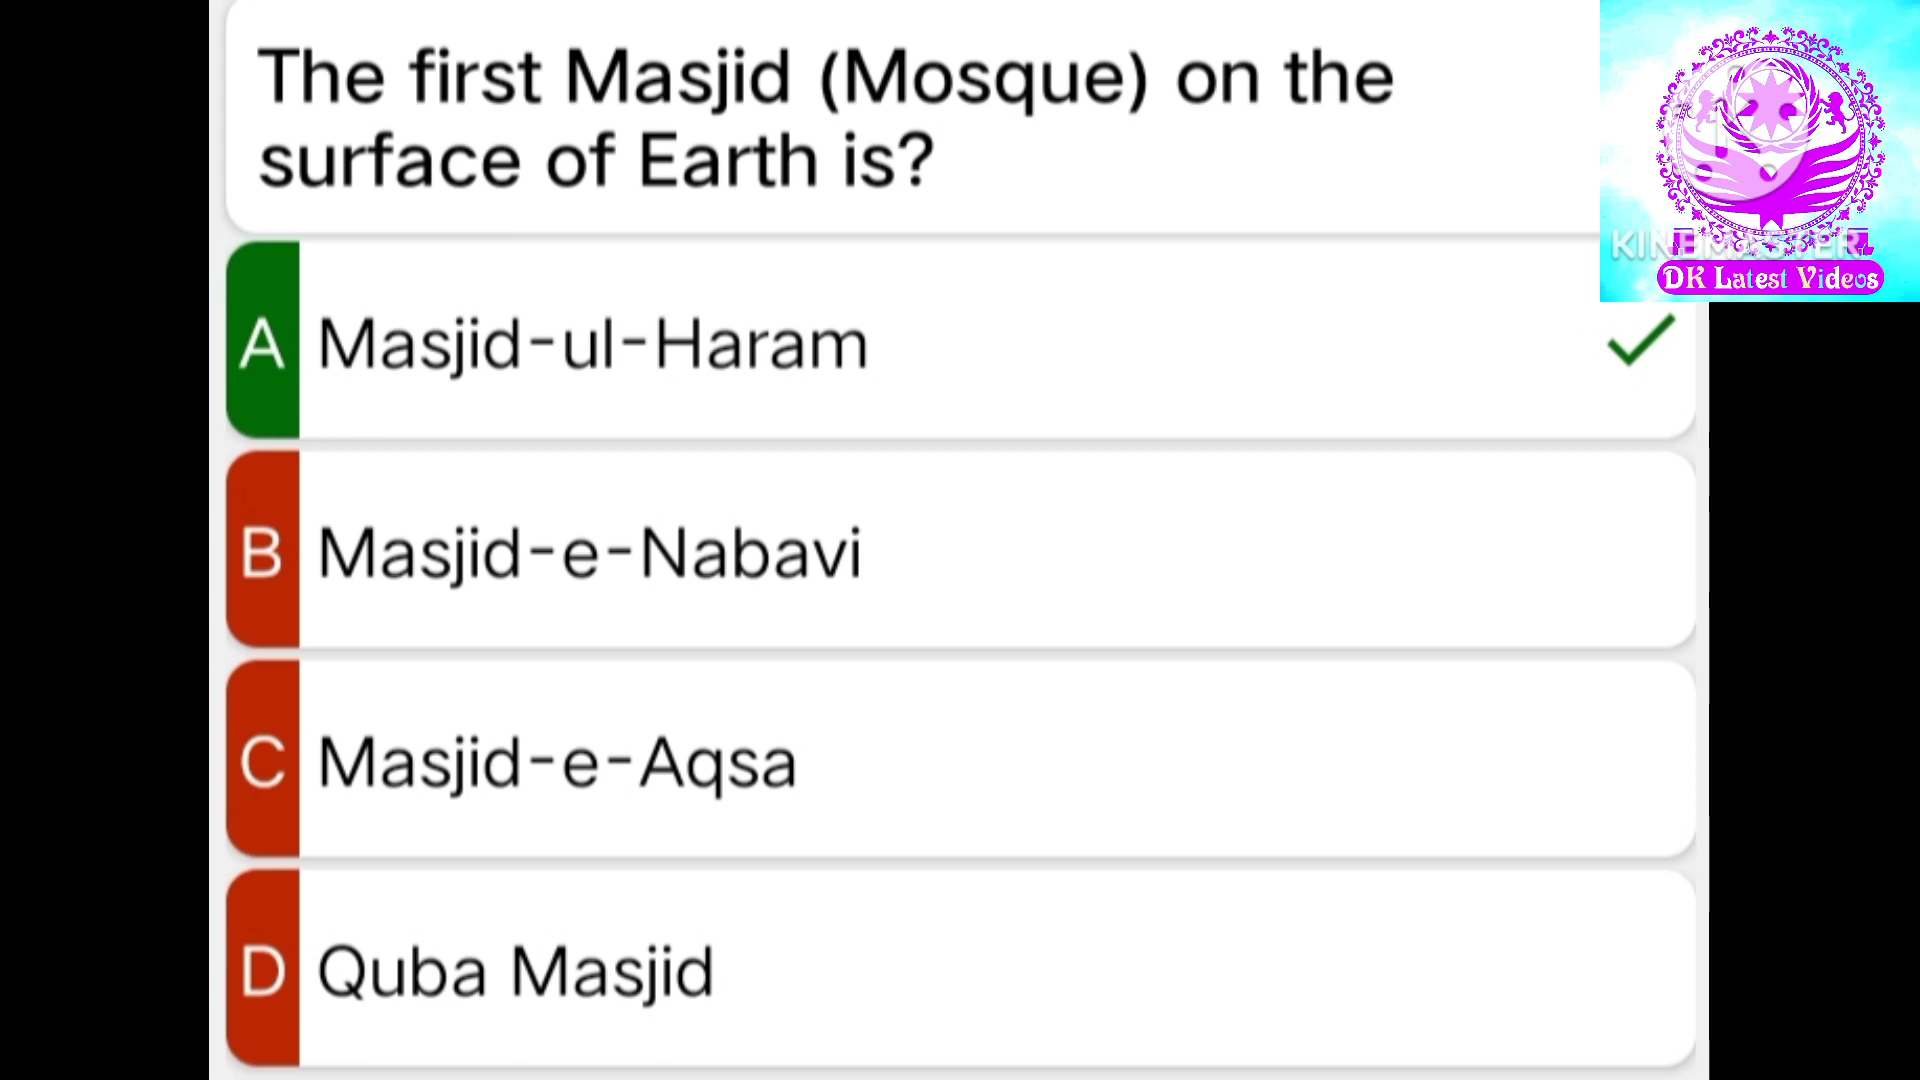 The first Masjid (Mosque) on the
surface of Earth is?
A Masjid-ul-Haram
B Masjid-e-Nabavi
C Masjid-e-Aqsa
D Quba Masjid
KINEMASTER
DK Latest Videos